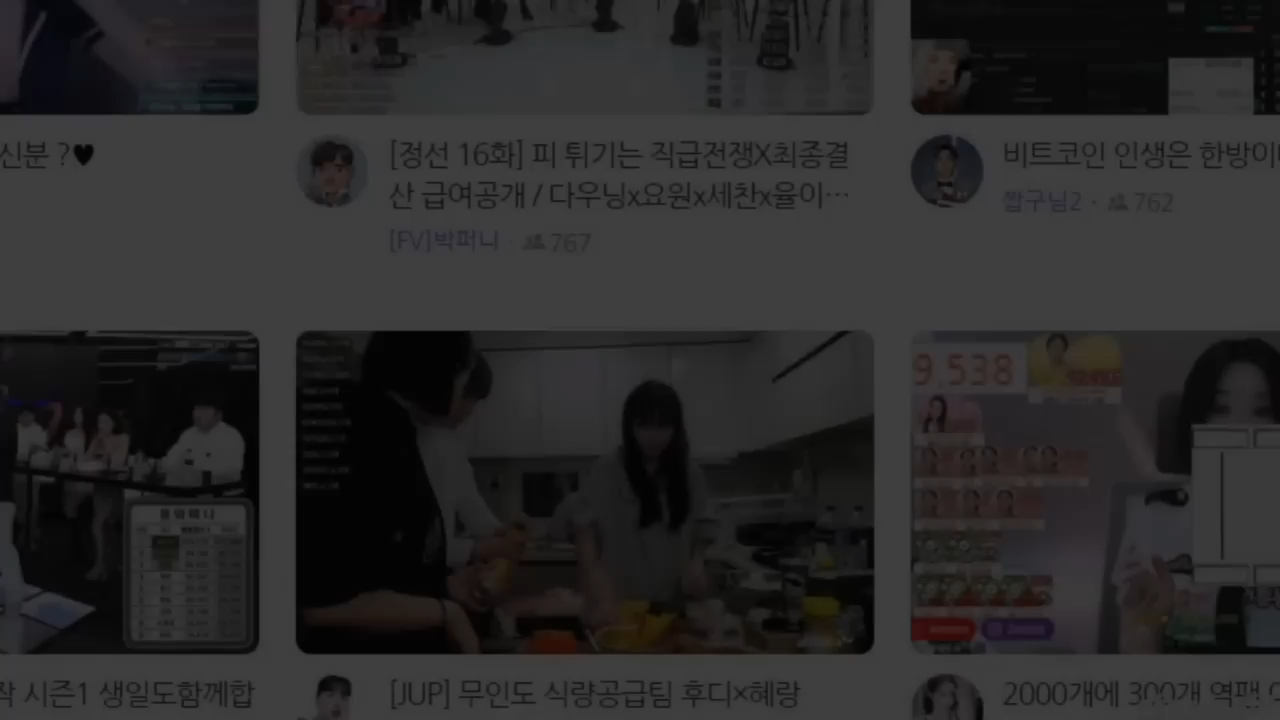 신분 ?♥
[정선 16화] 피 튀기는 직급전쟁X최종결
산 급여공개 / 다우닝x요원x세찬x율이…
[FV]박퍼니 · 767
비트코인 인생은 한방이
짭구님2 · 762
9,538
작 시즌1 생일도함께합
[JUP] 무인도 식량공급팀 후디×혜랑
2000개에 300개 역팬